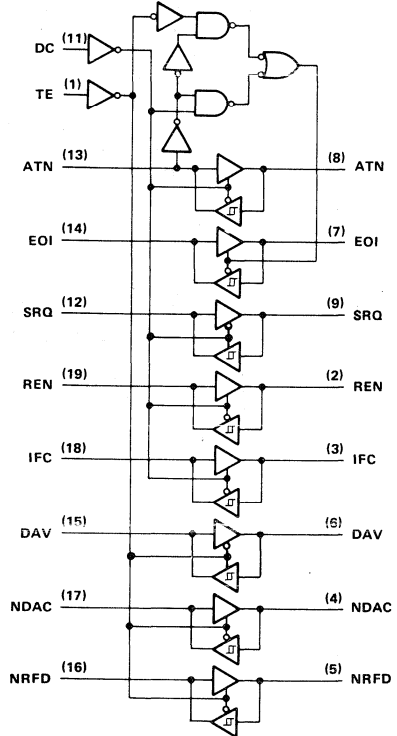 DC (11)
TE (1)
ATN (13) (8) ATN
EOI (14) (7) EOI
SRQ (12) (9) SRQ
REN (19) (2) REN
IFC (18) (3) IFC
DAV (15) (6) DAV
NDAC (17) (4) NDAC
NRFD (16) (5) NRFD